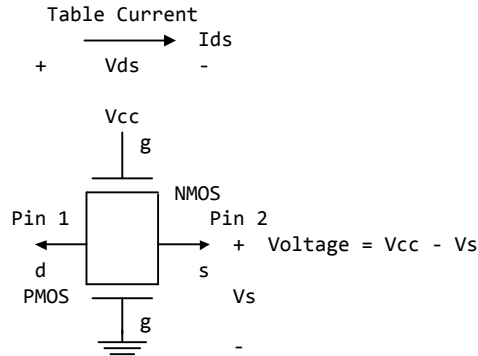 Table Current
Ids
+ Vds -
Vcc
g
NMOS
Pin 1 Pin 2
+ Voltage = Vcc - Vs
d s
PMOS Vs
g
-